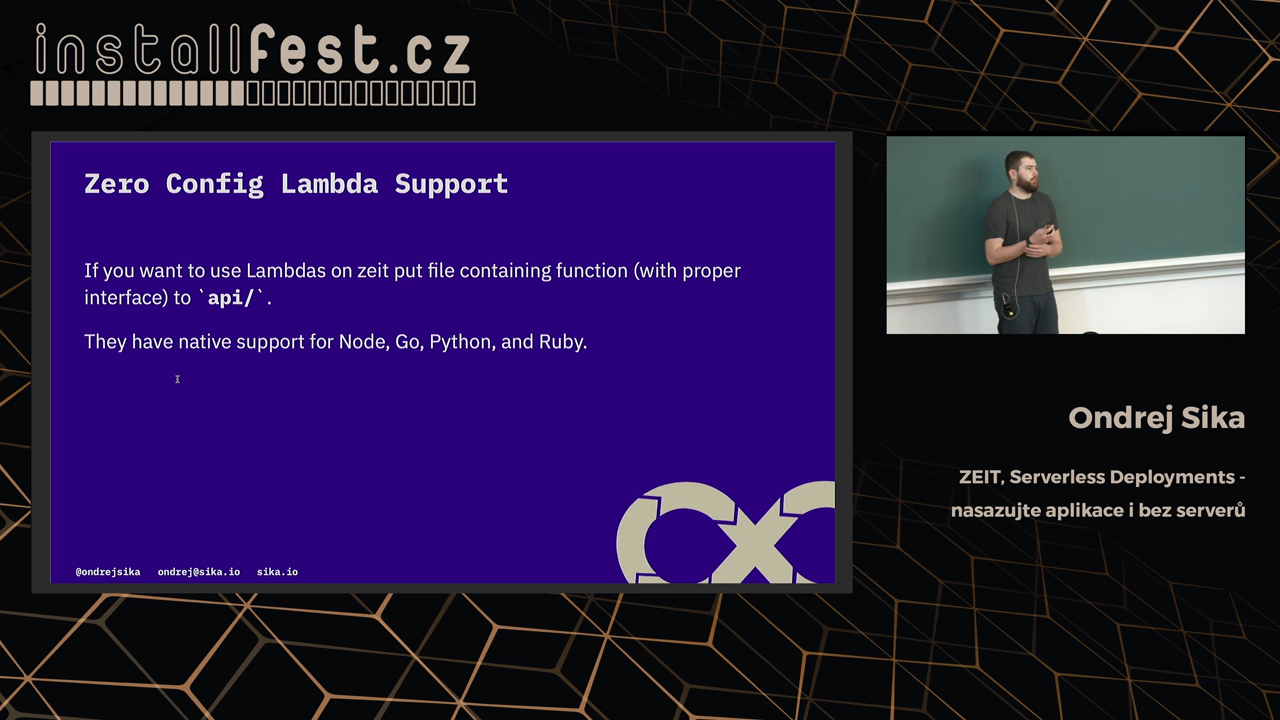 installfest.cz
Zero Config Lambda Support
If you want to use Lambdas on zeit put file containing function (with proper
interface) to `api/`.
They have native support for Node, Go, Python, and Ruby.
@ondrejsika ondrej@sika.io sika.io
Ondrej Sika
ZEIT, Serverless Deployments -
nasazujte aplikace i bez serverů